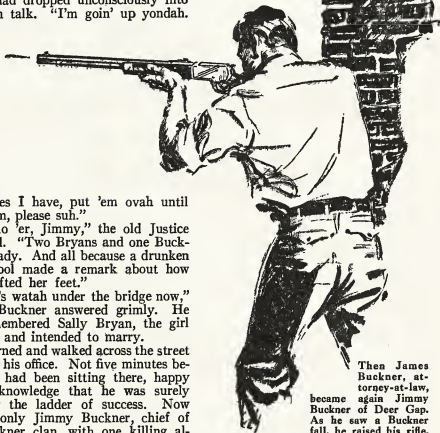 had dropped unconsciously into
talk. "I'm goin' up yondah.
es I have, put 'em ovah until
please suh."
'er, Jimmy," the old Justice
"Two Bryans and one Buck-
ady. And all because a drunken
ool made a remark about how
fted her feet."
's watah under the bridge now,"
Buckner answered grimly. He
embered Sally Bryan, the girl
and intended to marry.
rned and walked across the street
his office. Not five minutes be-
had been sitting there, happy
knowledge that he was surely
the ladder of success. Now
only Jimmy Buckner, chief of
kner clan, with one killing al-
Then James
Buckner, at-
torney-at-law,
became again Jimmy
Buckner of Deer Gap.
As he saw a Buckner
fall, he raised his rifle.